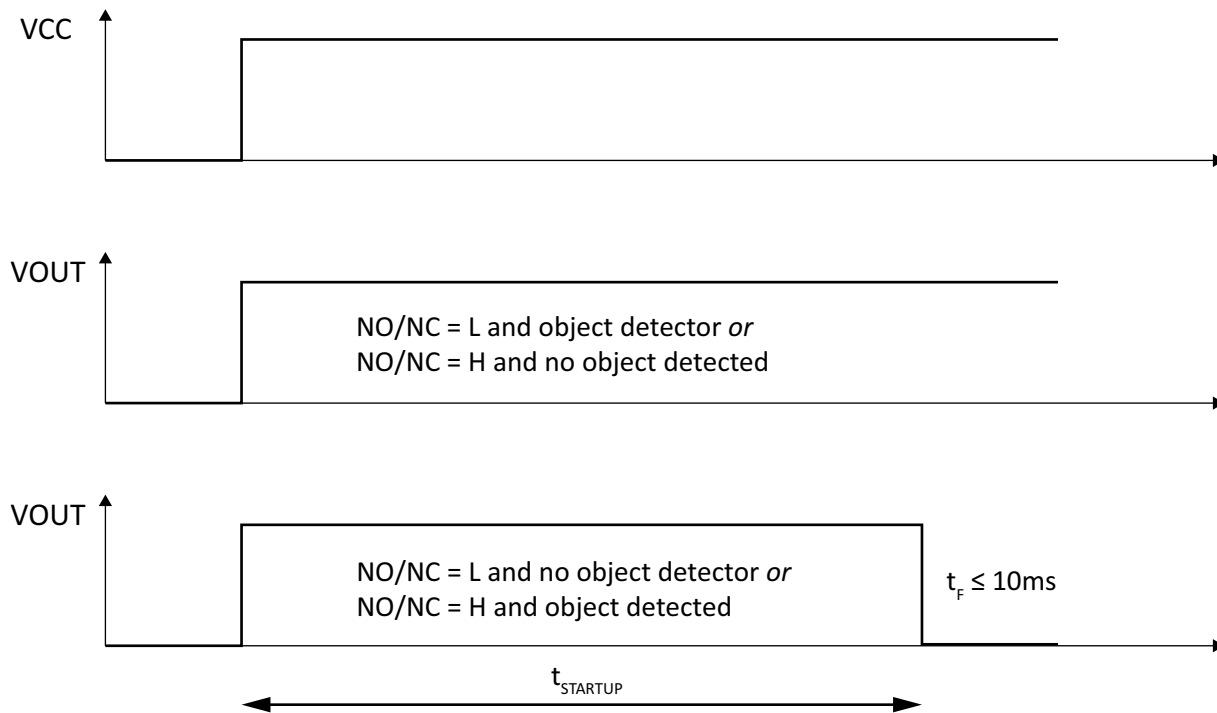 VCC
VOUT
NO/NC = L and object detector or
NO/NC = H and no object detected
VOUT
NO/NC = L and no object detector or
NO/NC = H and object detected
tF ≤ 10ms
tSTARTUP